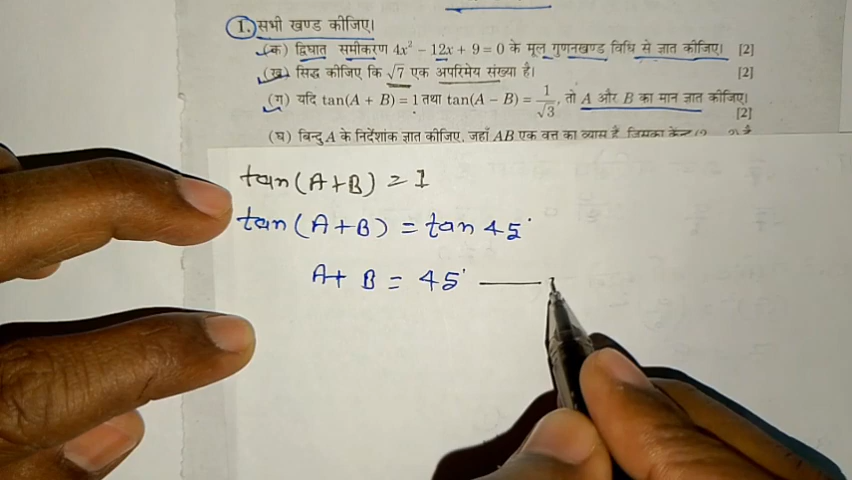 1. सभी खण्ड कीजिए।
(क) द्विघात समीकरण 4x² − 12x + 9 = 0 के मूल गुणनखण्ड विधि से ज्ञात कीजिए। [2]
(ख) सिद्ध कीजिए कि √7 एक अपरिमेय संख्या है। [2]
(ग) यदि tan(A + B) = 1 तथा tan(A − B) = 1/√3, तो A और B का मान ज्ञात कीजिए। [2]
(घ) बिन्दु A के निर्देशांक ज्ञात कीजिए, जहाँ AB एक वृत्त का व्यास है, जिसका केन्द्र
tan(A+B) = 1
tan(A+B) = tan 45°
A+B = 45° ——